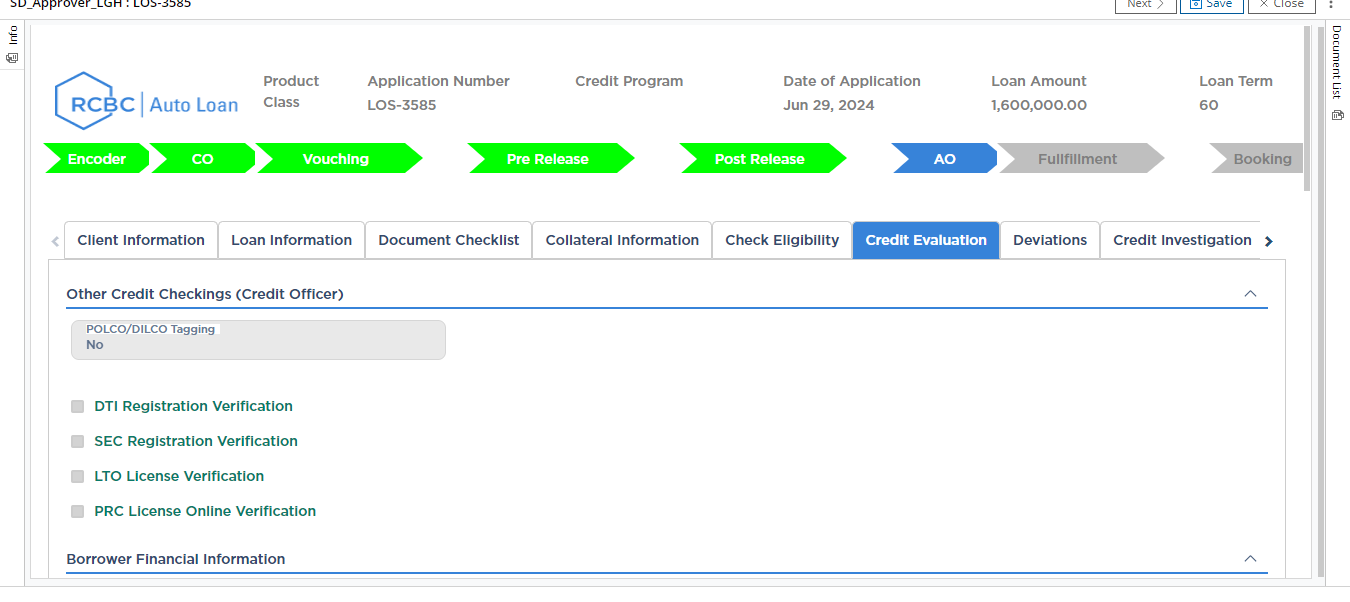 SD_Approver_LGH : LOS-3585
Next
Save
Close
Info
Document List
RCBC | Auto Loan
Product Class
Application Number
LOS-3585
Credit Program
Date of Application
Jun 29, 2024
Loan Amount
1,600,000.00
Loan Term
60
Encoder
CO
Vouching
Pre Release
Post Release
AO
Fullfillment
Booking
Client Information
Loan Information
Document Checklist
Collateral Information
Check Eligibility
Credit Evaluation
Deviations
Credit Investigation
Other Credit Checkings (Credit Officer)
POLCO/DILCO Tagging
No
DTI Registration Verification
SEC Registration Verification
LTO License Verification
PRC License Online Verification
Borrower Financial Information